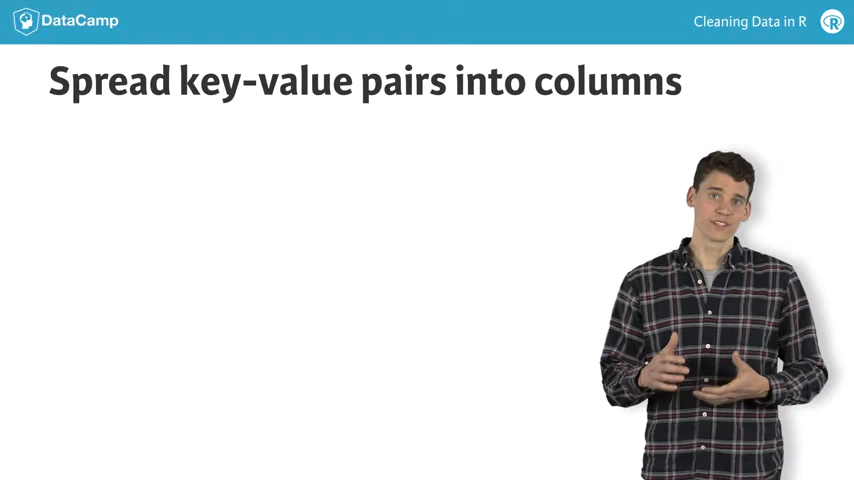 DataCamp
Cleaning Data in R
R
Spread key-value pairs into columns